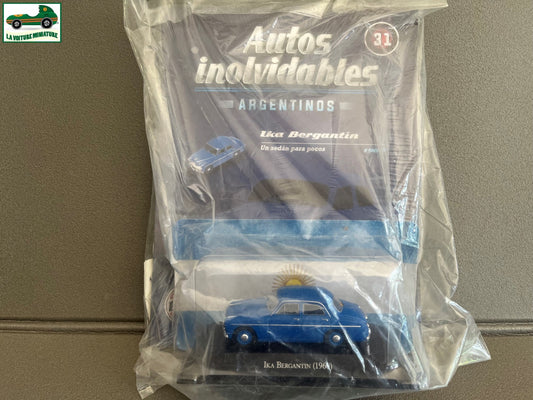 LA VOITURE MINIATURE
Autos
31
inolvidables
ARGENTINOS
Ika Bergantin
Un sedán para pocos
IKA BERGANTIN